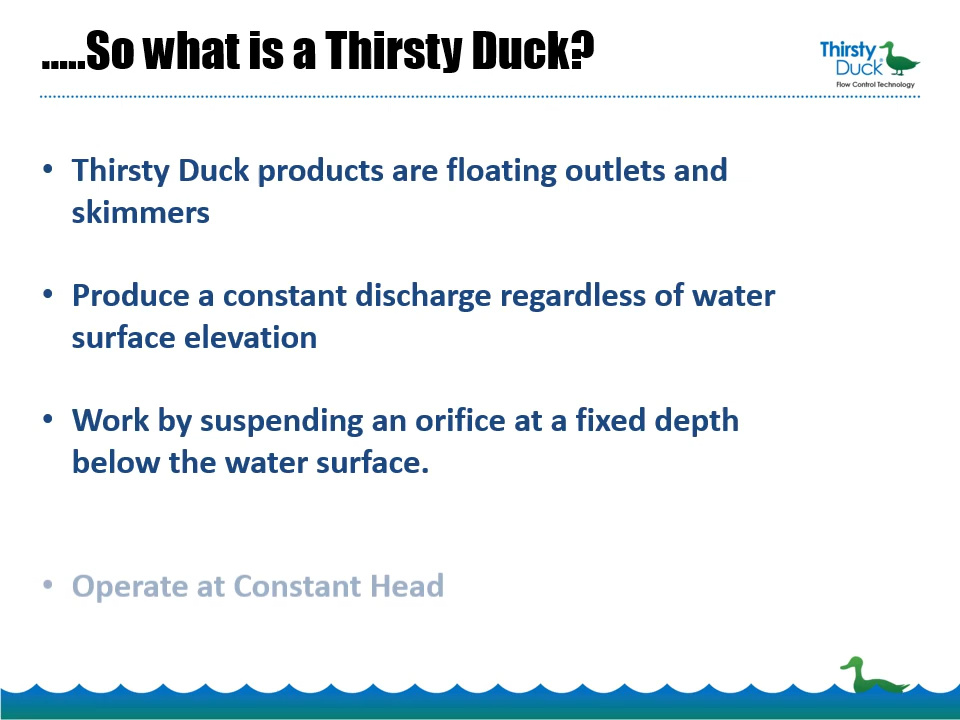 .....So what is a Thirsty Duck?
Thirsty
Duck®
Flow Control Technology
• Thirsty Duck products are floating outlets and
skimmers
• Produce a constant discharge regardless of water
surface elevation
• Work by suspending an orifice at a fixed depth
below the water surface.
• Operate at Constant Head